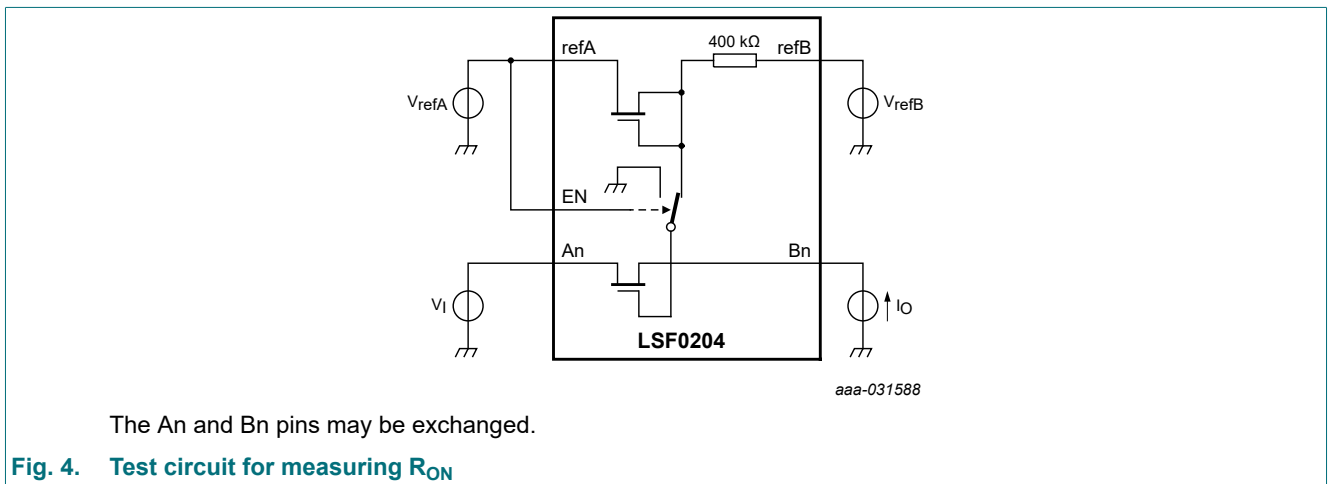 400 kΩ
refA
refB
VrefA
VrefB
EN
An
Bn
VI
IO
LSF0204
aaa-031588
The An and Bn pins may be exchanged.
Fig. 4. Test circuit for measuring RON